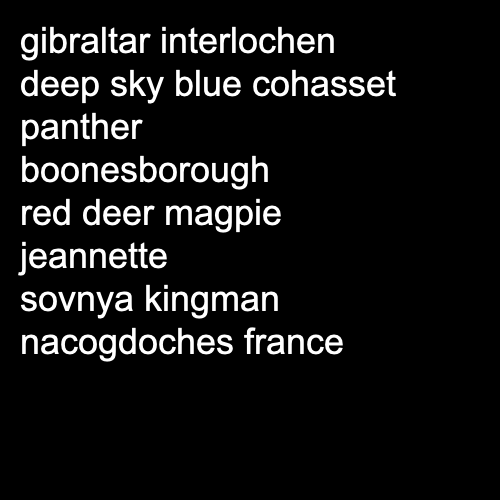 gibraltar interlochen
deep sky blue cohasset
panther
boonesborough
red deer magpie
jeannette
sovnya kingman
nacogdoches france